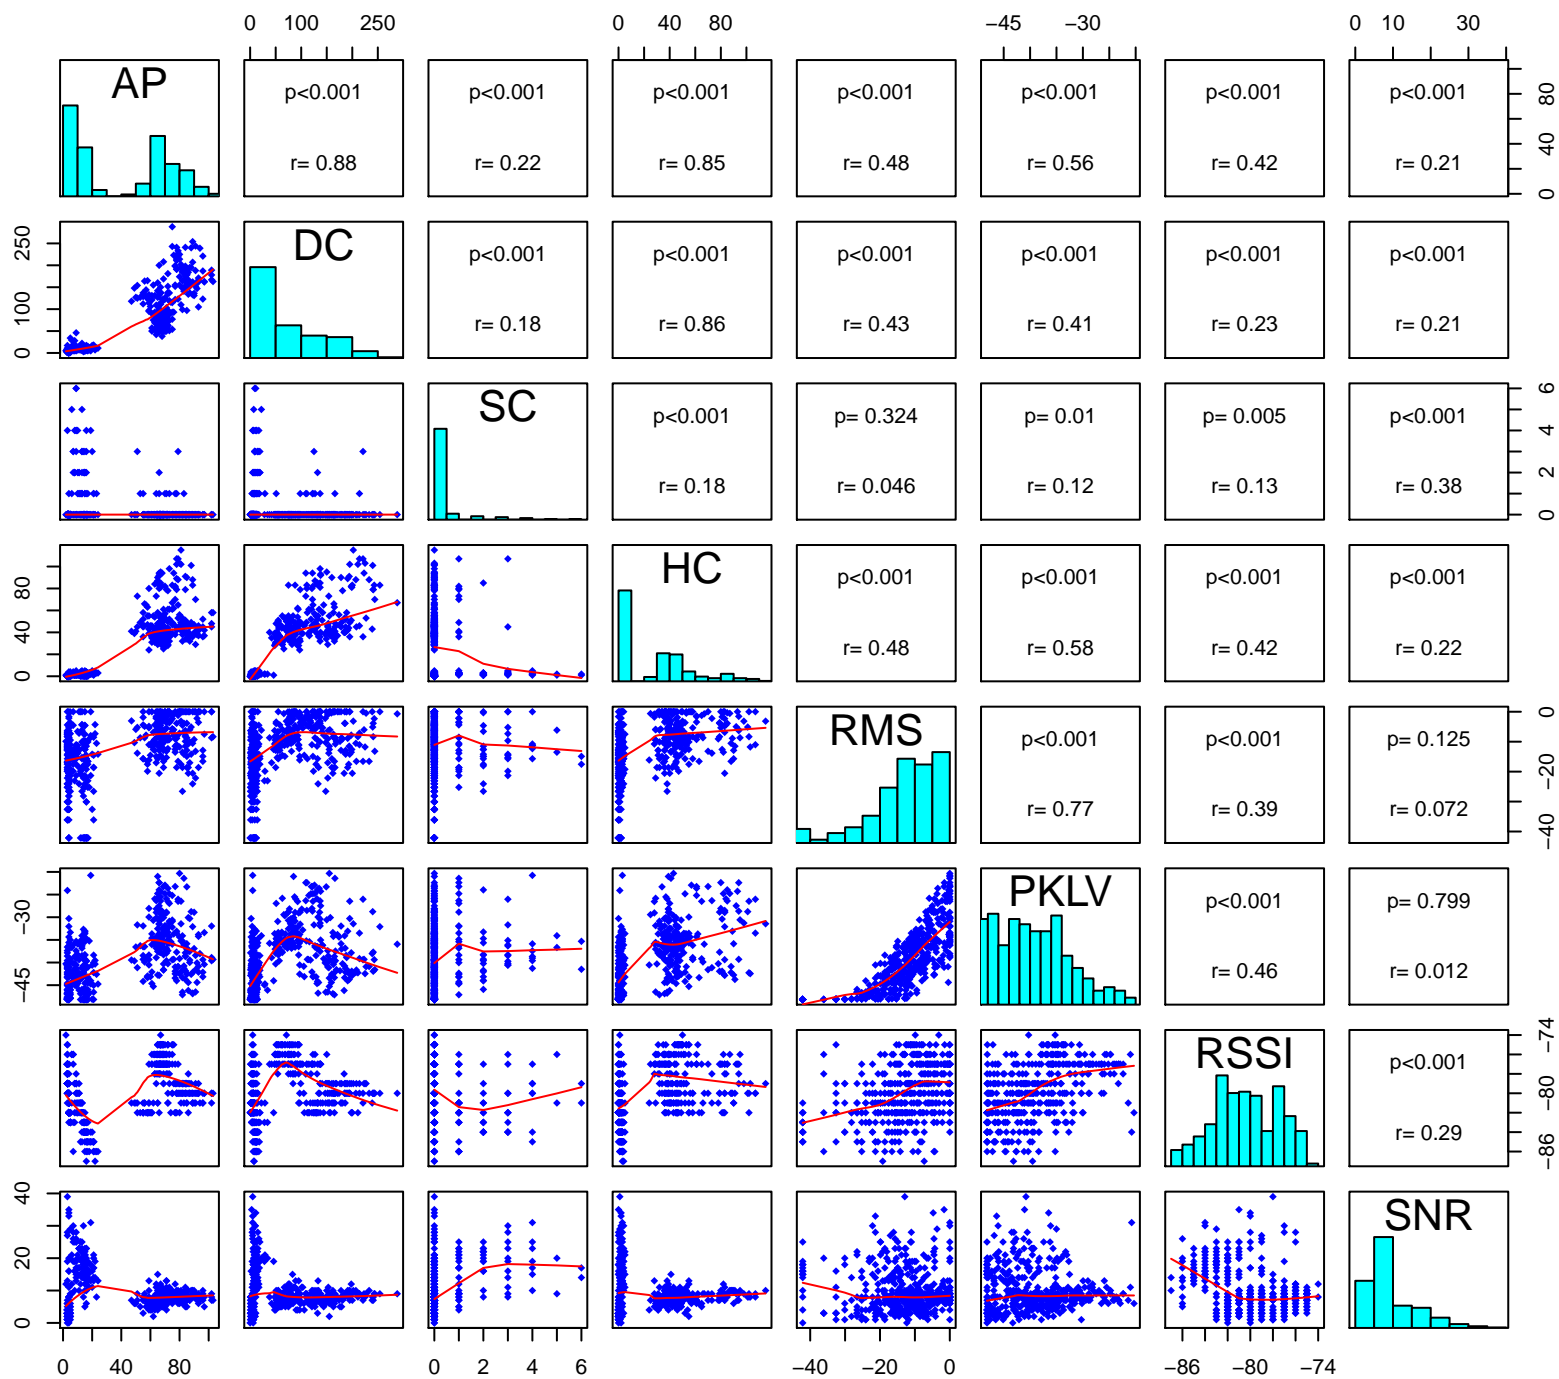 0 250 0 40 80 −45 −30 0 10 30
AP p<0.001 p<0.001 p<0.001 p<0.001 p<0.001 p<0.001 p<0.001
r= 0.88 r= 0.22 r= 0.85 r= 0.48 r= 0.56 r= 0.42 r= 0.21
0 40 80
0 100 250
DC p<0.001 p<0.001 p<0.001 p<0.001 p<0.001 p<0.001
r= 0.18 r= 0.86 r= 0.43 r= 0.41 r= 0.23 r= 0.21
SC p<0.001 p= 0.324 p= 0.01 p= 0.005 p<0.001
r= 0.18 r= 0.046 r= 0.12 r= 0.13 r= 0.38
0 2 4 6
0 40 80
HC p<0.001 p<0.001 p<0.001 p<0.001
r= 0.48 r= 0.58 r= 0.42 r= 0.22
RMS p<0.001 p<0.001 p= 0.125
r= 0.77 r= 0.39 r= 0.072
−40 −20 0
−45 −30
PKLV p<0.001 p= 0.799
r= 0.46 r= 0.012
RSSI p<0.001
r= 0.29
−86 −80 −74
0 20 40
SNR
0 40 80 0 2 4 6 −40 −20 0 −86 −80 −74